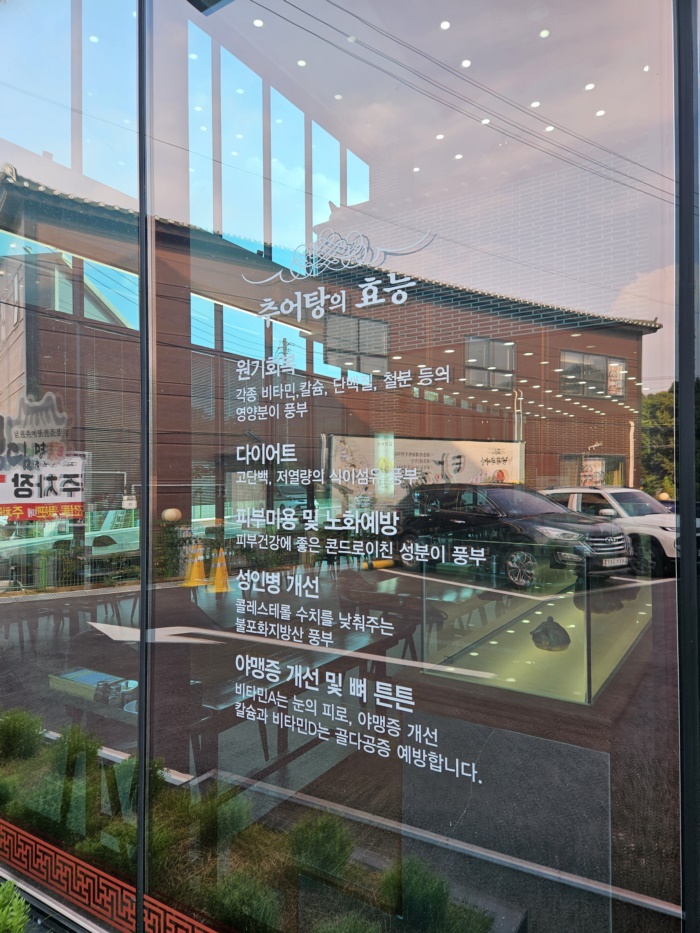 추어탕의 효능
원기회복
각종 비타민,칼슘, 단백질, 철분 등의
영양분이 풍부
다이어트
고단백, 저열량의 식이섬유 풍부
피부미용 및 노화예방
피부건강에 좋은 콘드로이친 성분이 풍부
성인병 개선
콜레스테롤 수치를 낮춰주는
불포화지방산 풍부
야맹증 개선 및 뼈 튼튼
비타민A는 눈의 피로, 야맹증 개선
칼슘과 비타민D는 골다공증 예방합니다.
주차장